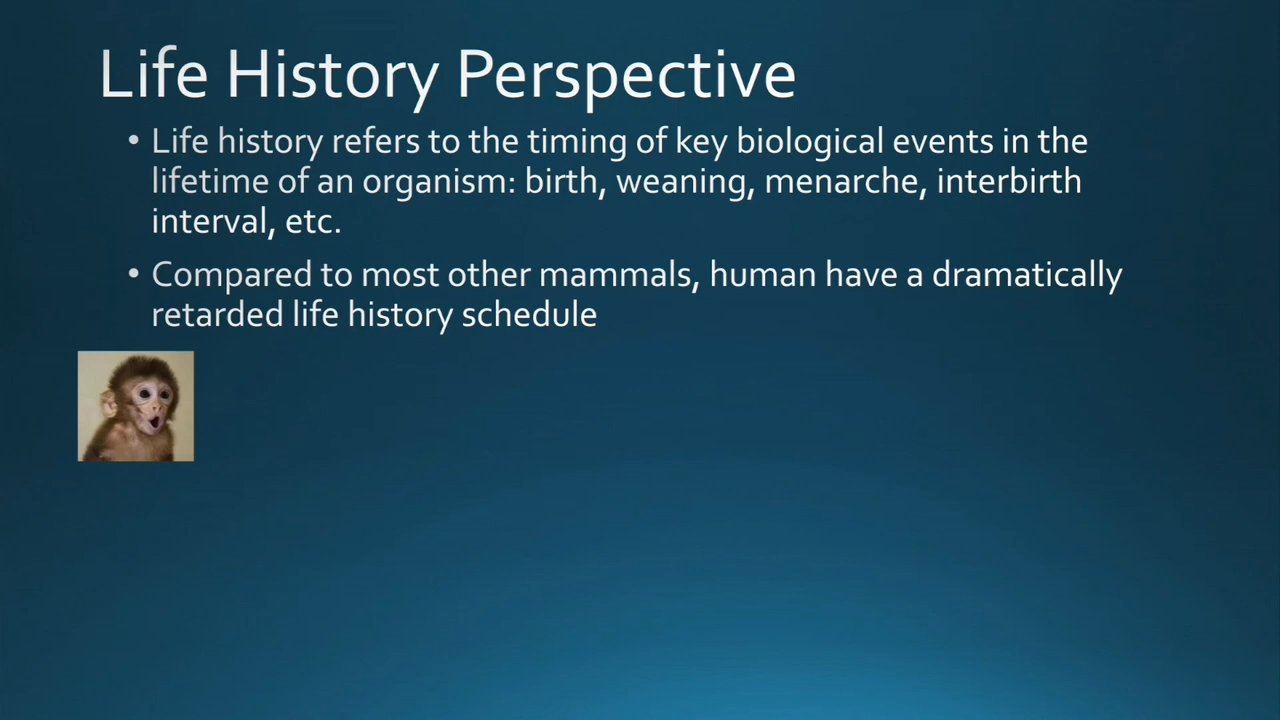 Life History Perspective
• Life history refers to the timing of key biological events in the
lifetime of an organism: birth, weaning, menarche, interbirth
interval, etc.
• Compared to most other mammals, human have a dramatically
retarded life history schedule